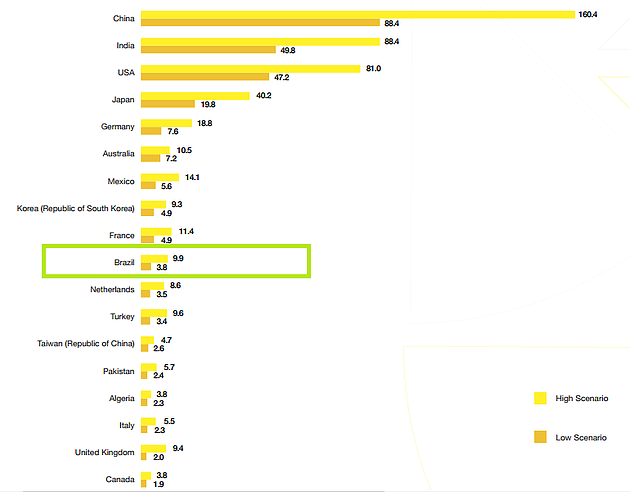 China 160.4
88.4
India 88.4
49.8
USA 81.0
47.2
Japan 40.2
19.8
Germany 18.8
7.6
Australia 10.5
7.2
Mexico 14.1
5.6
Korea (Republic of South Korea) 9.3
4.9
France 11.4
4.9
Brazil 9.9
3.8
Netherlands 8.6
3.5
Turkey 9.6
3.4
Taiwan (Republic of China) 4.7
2.6
Pakistan 5.7
2.4
Algeria 3.8
2.3
Italy 5.5
2.3
United Kingdom 9.4
2.0
Canada 3.8
1.9
High Scenario
Low Scenario